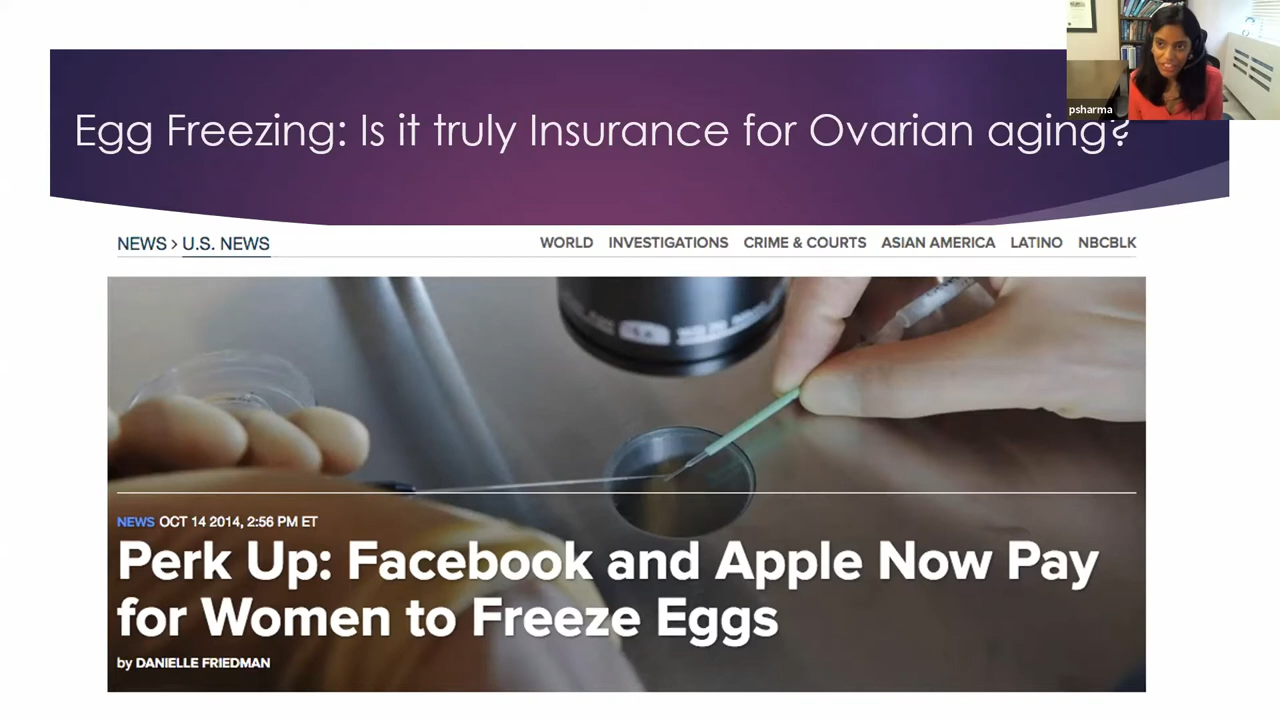 psharma
Egg Freezing: Is it truly Insurance for Ovarian aging?
NEWS > U.S. NEWS
WORLD INVESTIGATIONS CRIME & COURTS ASIAN AMERICA LATINO NBCBLK
NEWS OCT 14 2014, 2:56 PM ET
Perk Up: Facebook and Apple Now Pay
for Women to Freeze Eggs
by DANIELLE FRIEDMAN